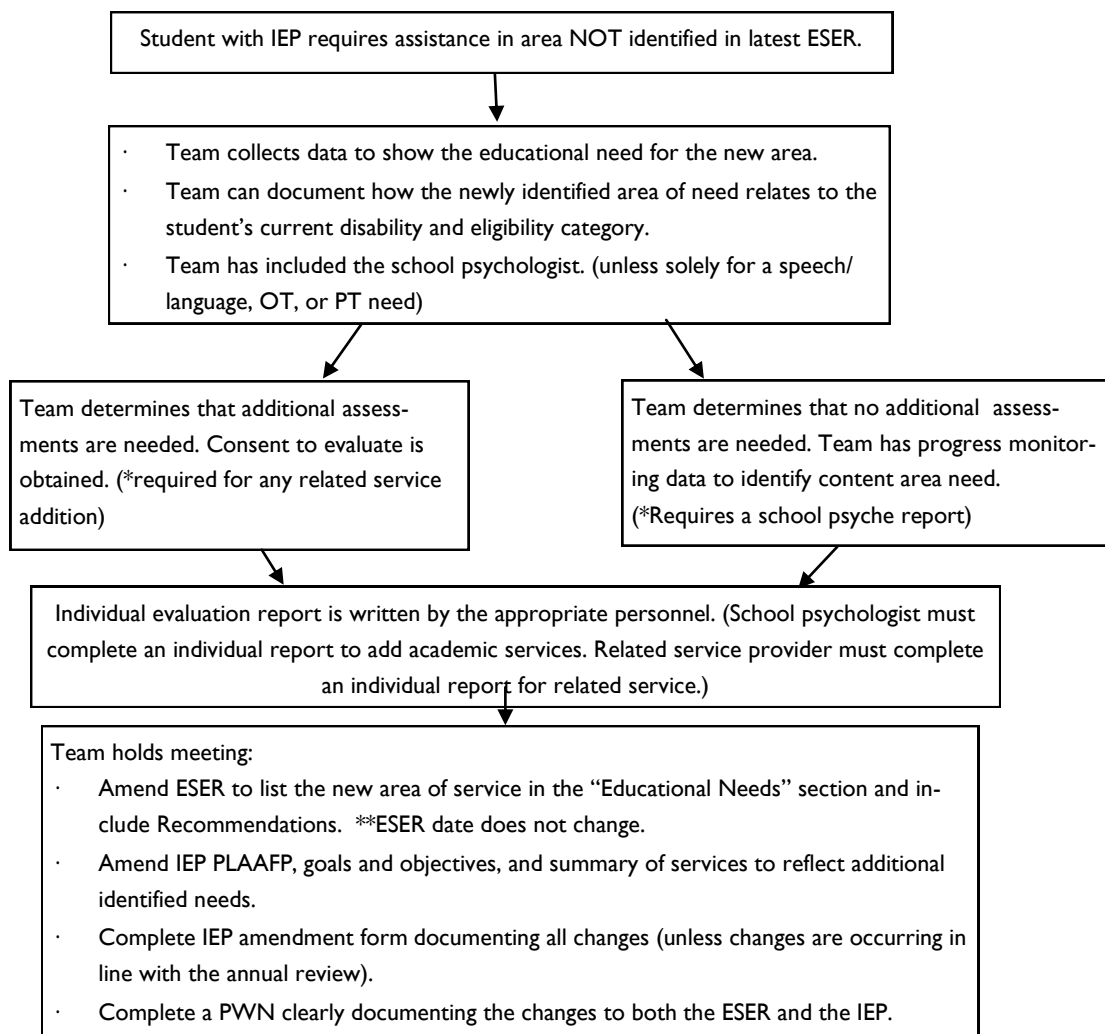 Student with IEP requires assistance in area NOT identified in latest ESER.
· Team collects data to show the educational need for the new area.
· Team can document how the newly identified area of need relates to the
student’s current disability and eligibility category.
· Team has included the school psychologist. (unless solely for a speech/
language, OT, or PT need)
Team determines that additional assess-
ments are needed. Consent to evaluate is
obtained. (*required for any related service
addition)
Team determines that no additional assess-
ments are needed. Team has progress monitor-
ing data to identify content area need.
(*Requires a school psyche report)
Individual evaluation report is written by the appropriate personnel. (School psychologist must
complete an individual report to add academic services. Related service provider must complete
an individual report for related service.)
Team holds meeting:
· Amend ESER to list the new area of service in the “Educational Needs” section and in-
clude Recommendations. **ESER date does not change.
· Amend IEP PLAAFP, goals and objectives, and summary of services to reflect additional
identified needs.
· Complete IEP amendment form documenting all changes (unless changes are occurring in
line with the annual review).
· Complete a PWN clearly documenting the changes to both the ESER and the IEP.